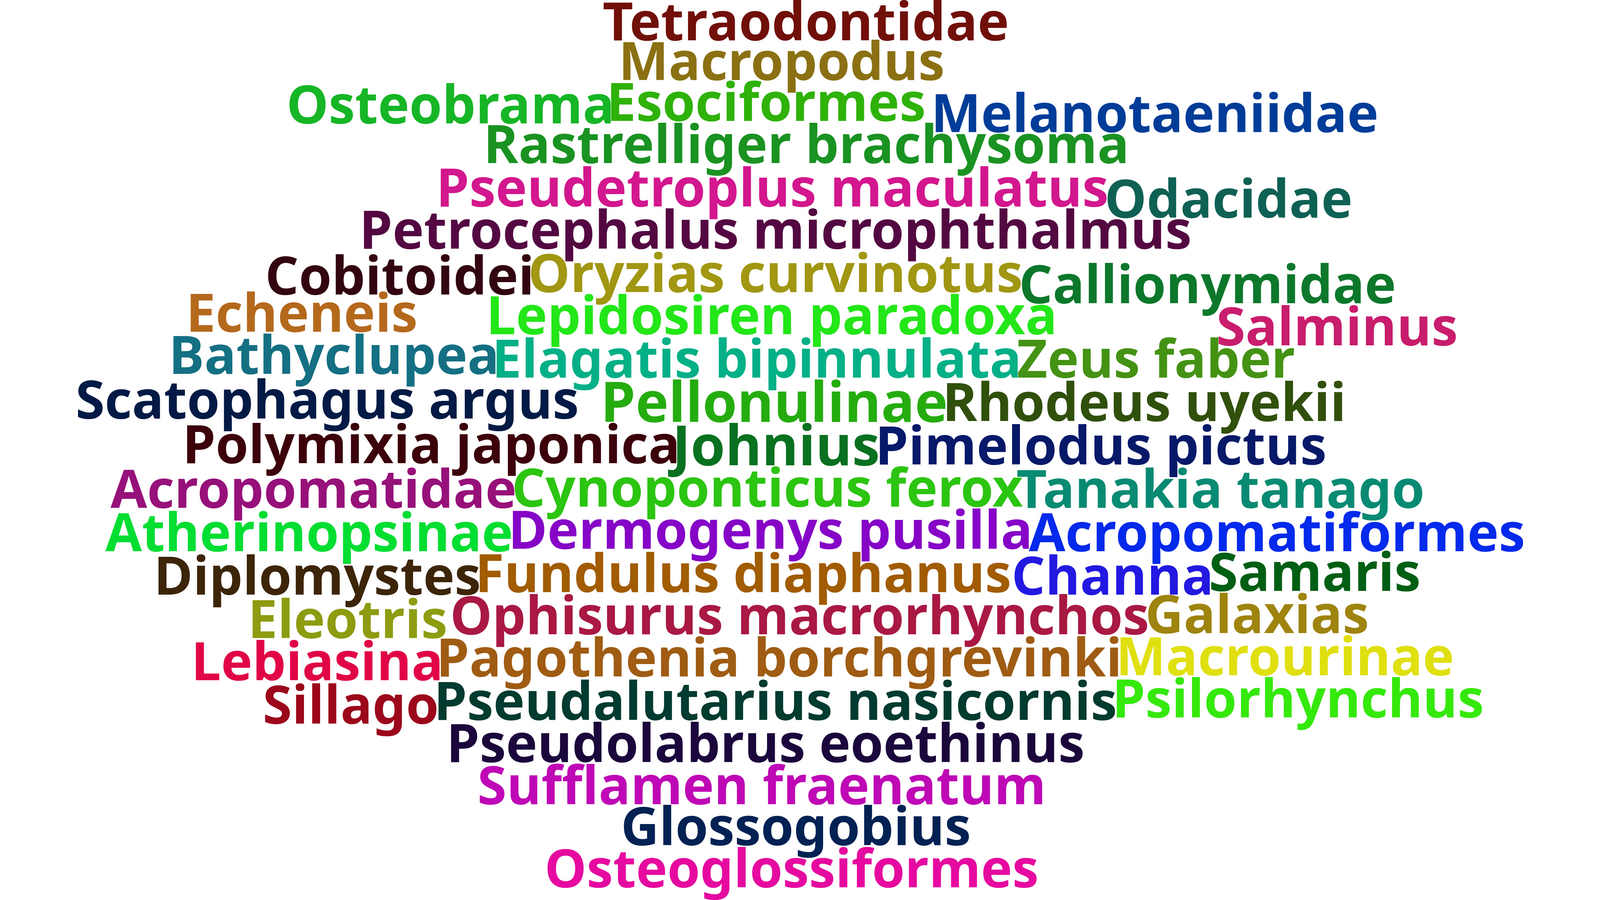 Tetraodontidae
Macropodus
Osteobrama Esociformes Melanotaeniidae
Rastrelliger brachysoma
Pseudetroplus maculatus Odacidae
Petrocephalus microphthalmus
Cobitoidei Oryzias curvinotus Callionymidae
Echeneis Lepidosiren paradoxa Salminus
Bathyclupea Elagatis bipinnulata Zeus faber
Scatophagus argus Pellonulinae Rhodeus uyekii
Polymixia japonica Johnius Pimelodus pictus
Acropomatidae Cynoponticus ferox Tanakia tanago
Atherinopsinae Dermogenys pusilla Acropomatiformes
Diplomystes Fundulus diaphanus Channa Samaris
Eleotris Ophisurus macrorhynchos Galaxias
Lebiasina Pagothenia borchgrevinki Macrourinae
Sillago Pseudalutarius nasicornis Psilorhynchus
Pseudolabrus eoethinus
Sufflamen fraenatum
Glossogobius
Osteoglossiformes